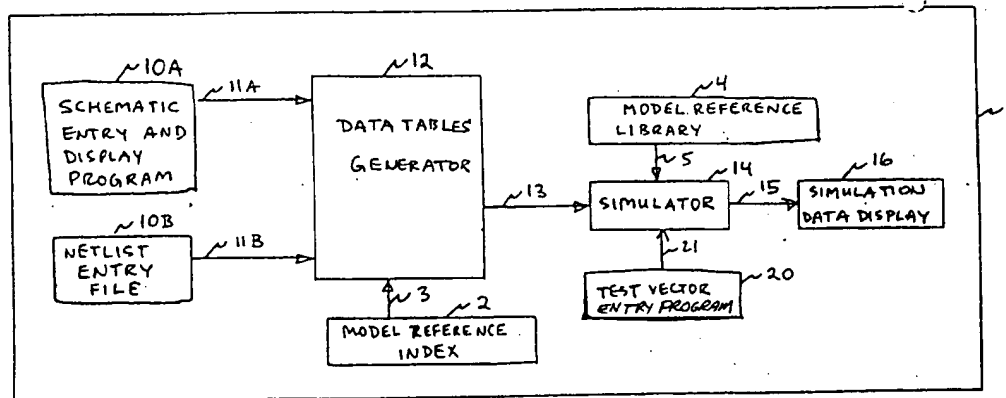 10A
SCHEMATIC
ENTRY AND
DISPLAY
PROGRAM
11A
10B
NETLIST
ENTRY
FILE
11B
12
DATA TABLES
GENERATOR
3
2
MODEL REFERENCE
INDEX
13
4
MODEL REFERENCE
LIBRARY
5
14
SIMULATOR
15
16
SIMULATION
DATA DISPLAY
21
20
TEST VECTOR
ENTRY PROGRAM